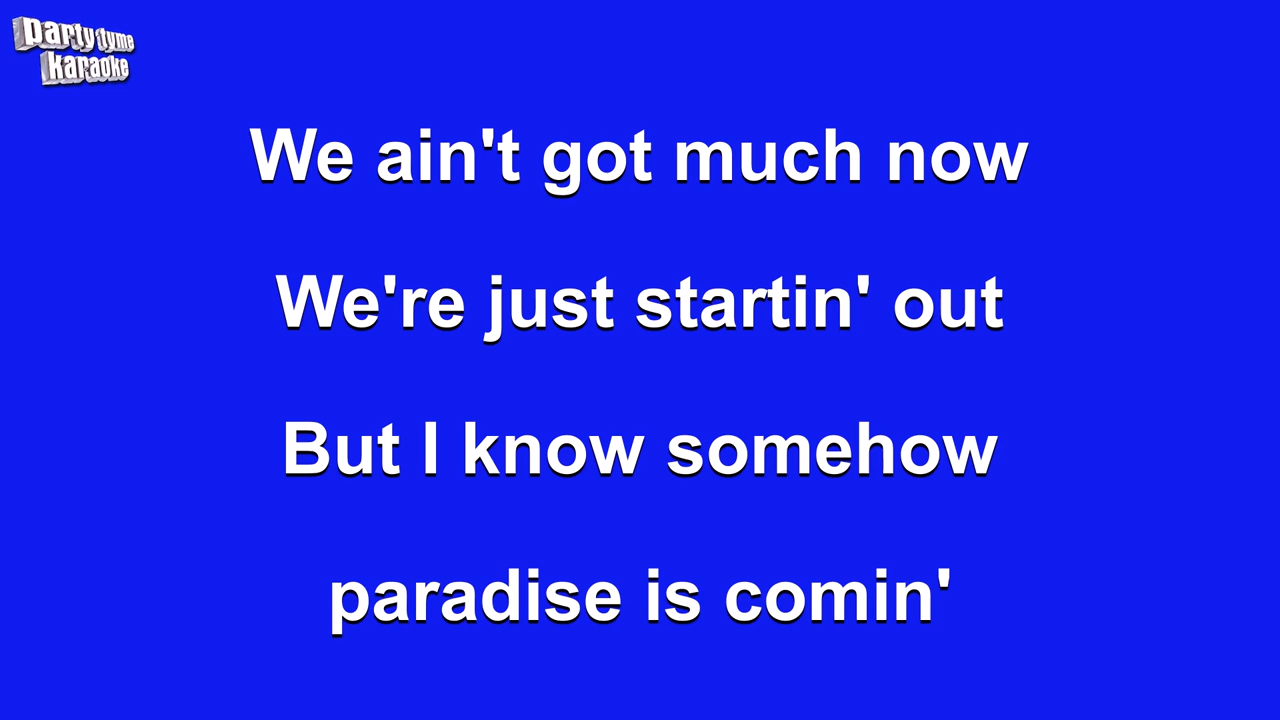 party tyme
karaoke
We ain't got much now
We're just startin' out
But I know somehow
paradise is comin'